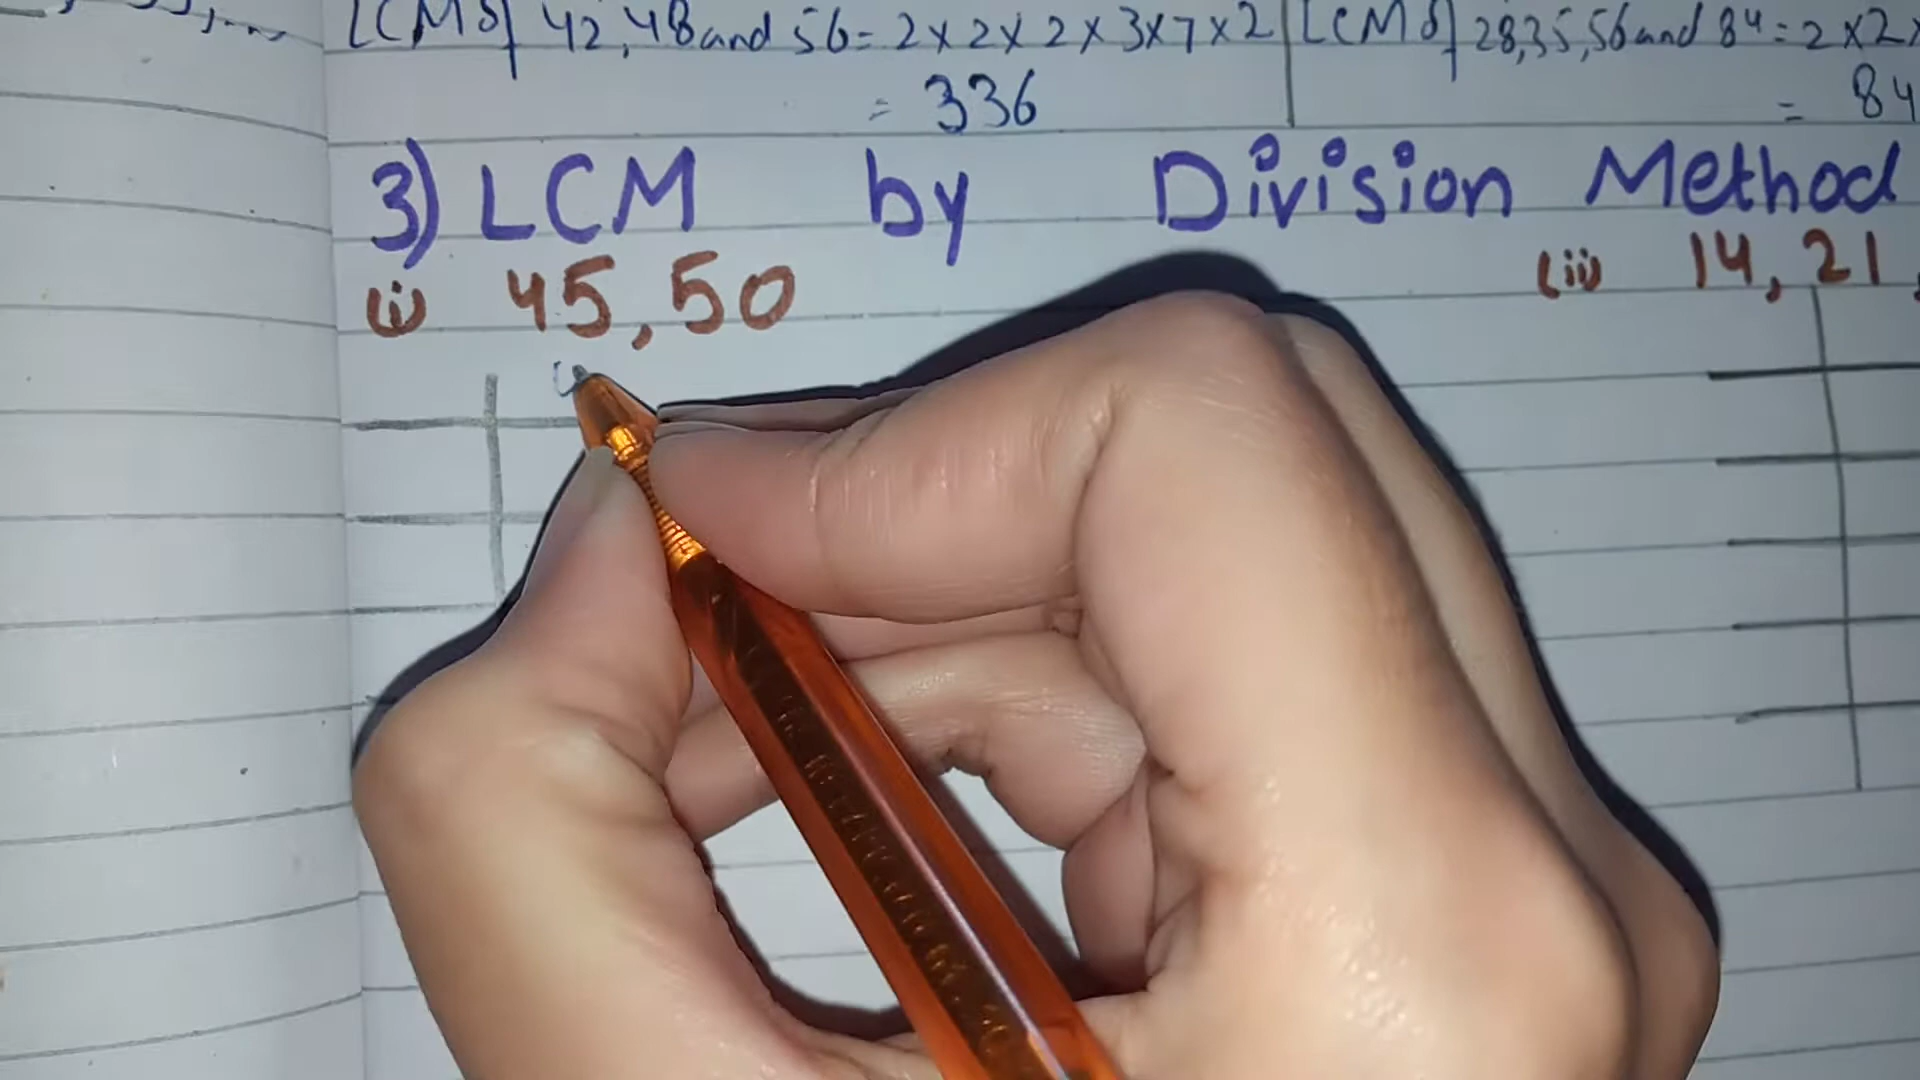 LCM of 42,48 and 56 = 2 x 2 x 2 x 3 x 7 x 2
= 336
LCM of 28,35,56 and 84 = 2 x 2 x
= 84
3) LCM by Division Method
(i) 45,50
(ii) 14, 21,